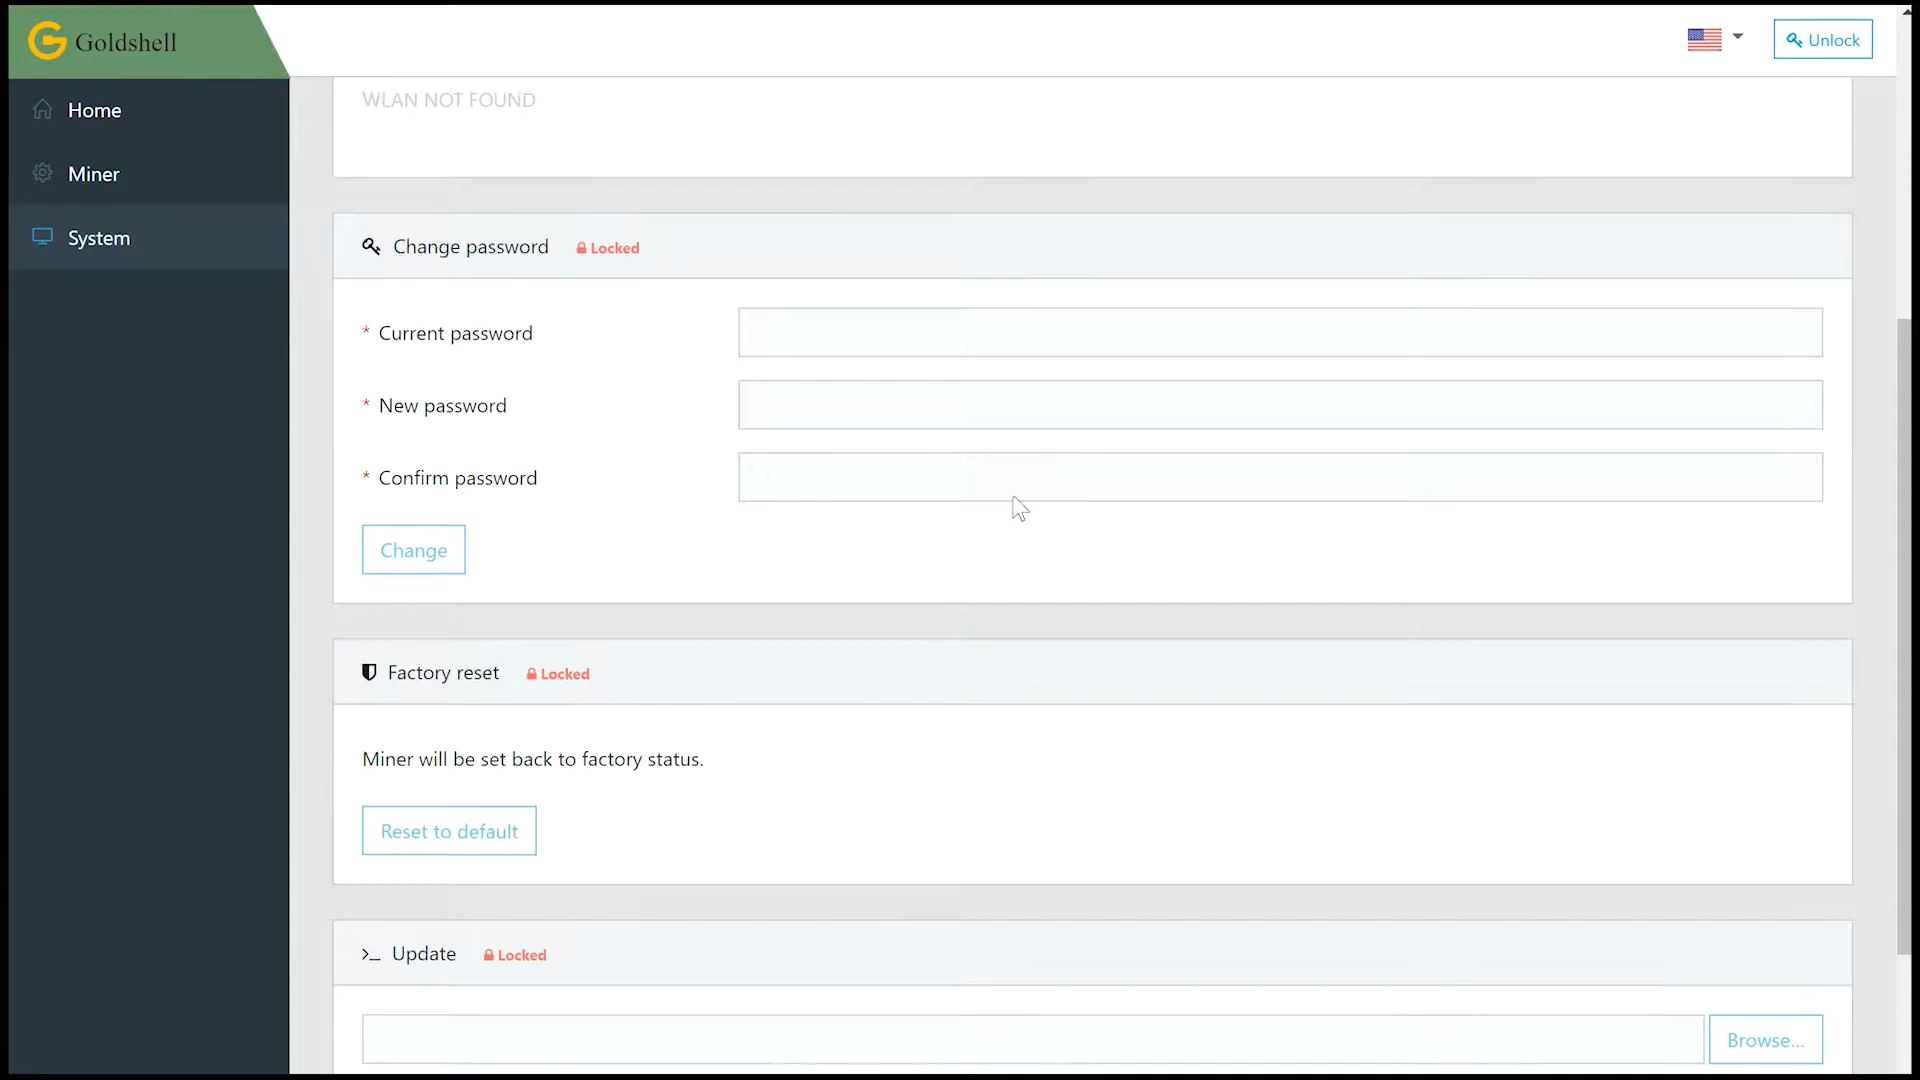 Goldshell
Unlock
Home
Miner
System
WLAN NOT FOUND
Change password Locked
* Current password
* New password
* Confirm password
Change
Factory reset Locked
Miner will be set back to factory status.
Reset to default
>_ Update Locked
Browse...